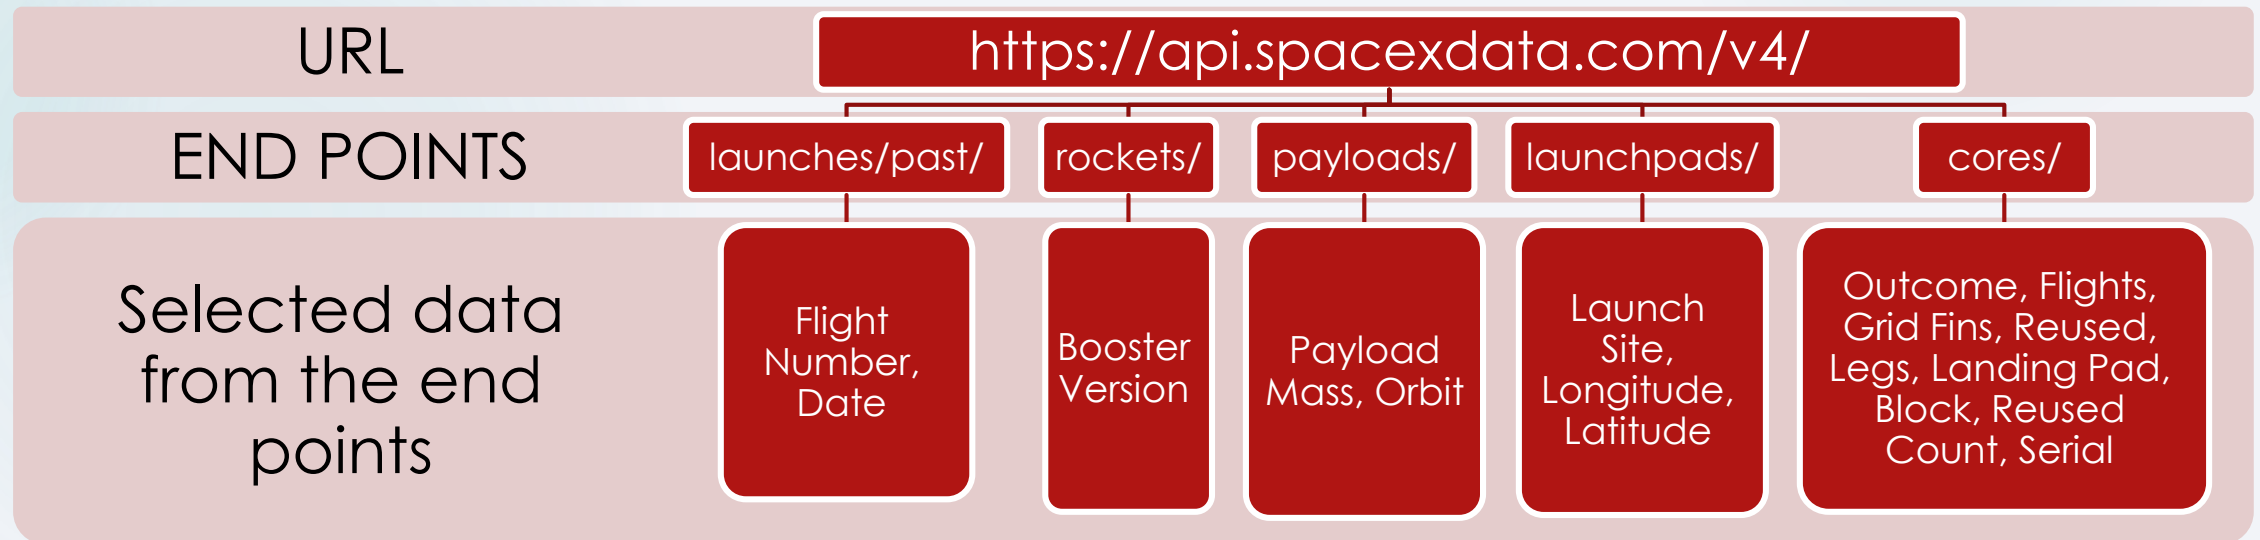 URL
https://api.spacexdata.com/v4/
END POINTS
launches/past/
rockets/
payloads/
launchpads/
cores/
Selected data
from the end
points
Flight
Number,
Date
Booster
Version
Payload
Mass, Orbit
Launch
Site,
Longitude,
Latitude
Outcome, Flights,
Grid Fins, Reused,
Legs, Landing Pad,
Block, Reused
Count, Serial